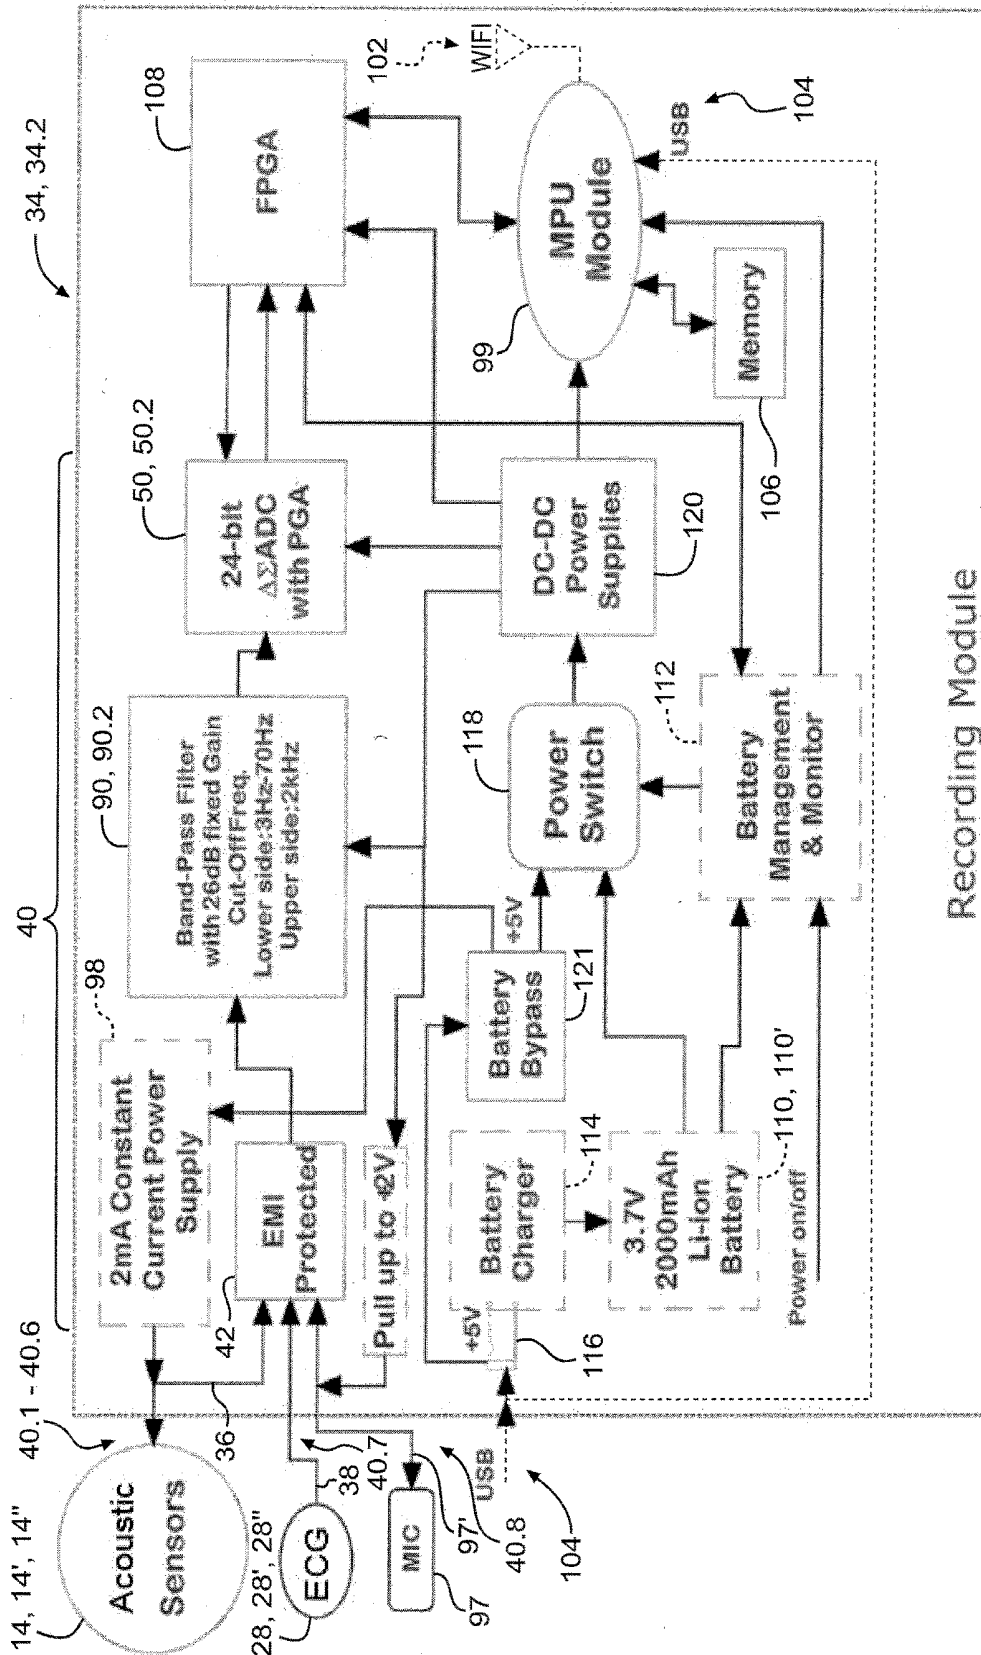 34, 34.2
40
14, 14', 14"
Acoustic
Sensors
40.1 - 40.6
36
28, 28', 28"
ECG
38
40.7
MIC
97
97'
40.8
USB
104
98
2mA Constant
Current Power
Supply
42
EMI
Protected
Pull up to +2V
90, 90.2
Band-Pass Filter
with 26dB fixed Gain
Cut-OffFreq.
Lower side:3Hz-70Hz
Upper side:2kHz
50, 50.2
24-bit
ΔΣADC
with PGA
108
FPGA
+5V
116
Battery
Charger
114
Battery
Bypass
121
+5V
118
Power
Switch
DC-DC
Power
Supplies
120
99
MPU
Module
102
WIFI
USB
104
3.7V
2000mAh
Li-Ion
Battery
110, 110'
Power on/off
112
Battery
Management
& Monitor
Memory
106
Recording Module